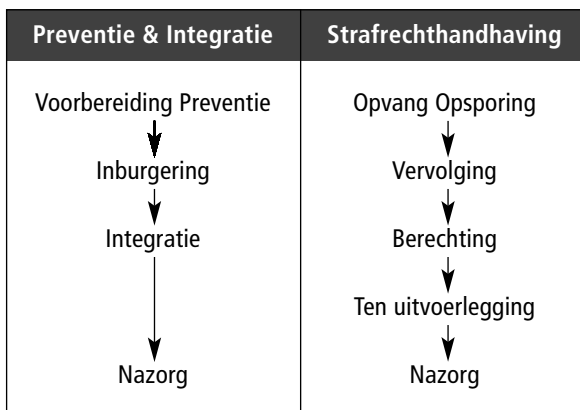 Preventie & Integratie
Voorbereiding Preventie
Inburgering
Integratie
Nazorg
Strafrechthandhaving
Opvang Opsporing
Vervolging
Berechting
Ten uitvoerlegging
Nazorg